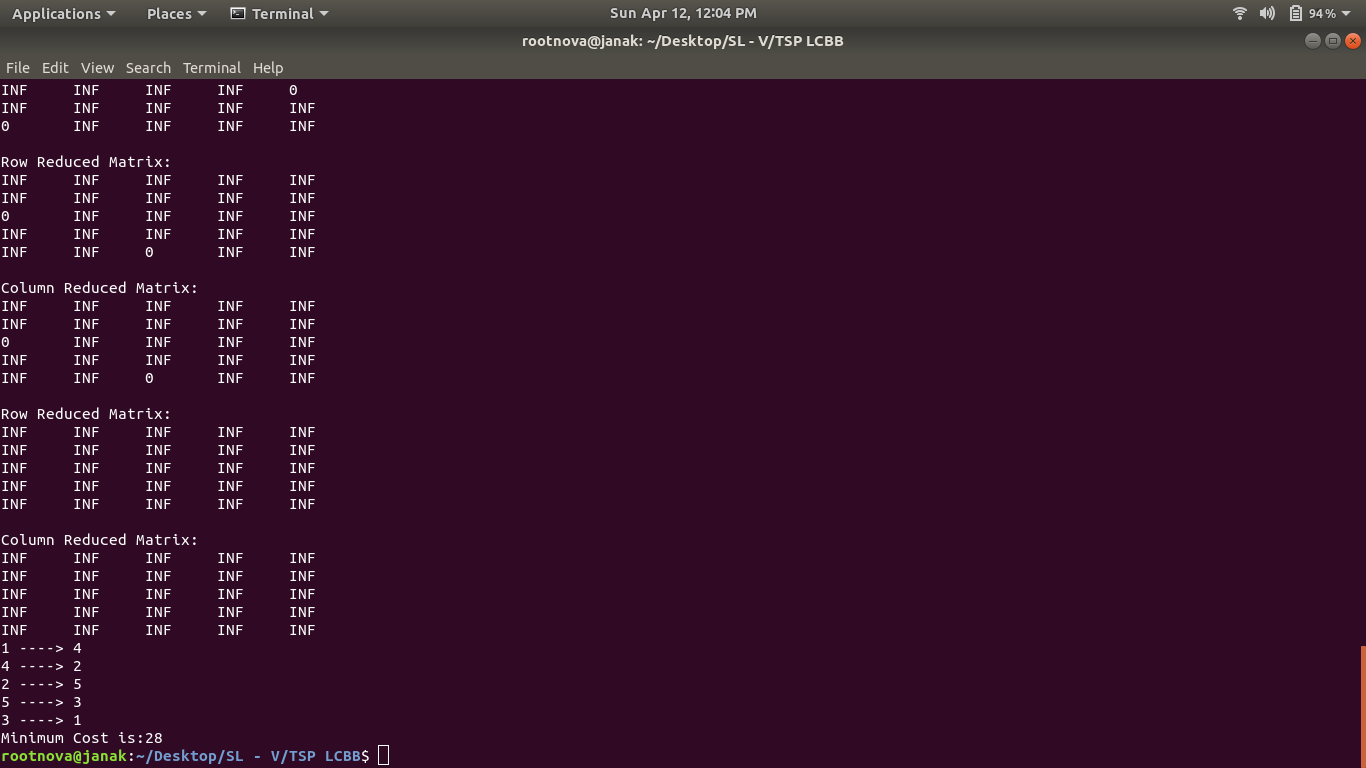 Applications Places Terminal Sun Apr 12, 12:04 PM 94%
rootnova@janak: ~/Desktop/SL - V/TSP LCBB
File Edit View Search Terminal Help
INF INF INF INF 0
INF INF INF INF INF
0 INF INF INF INF
Row Reduced Matrix:
INF INF INF INF INF
INF INF INF INF INF
0 INF INF INF INF
INF INF INF INF INF
INF INF 0 INF INF
Column Reduced Matrix:
INF INF INF INF INF
INF INF INF INF INF
0 INF INF INF INF
INF INF INF INF INF
INF INF 0 INF INF
Row Reduced Matrix:
INF INF INF INF INF
INF INF INF INF INF
INF INF INF INF INF
INF INF INF INF INF
INF INF INF INF INF
Column Reduced Matrix:
INF INF INF INF INF
INF INF INF INF INF
INF INF INF INF INF
INF INF INF INF INF
INF INF INF INF INF
1 ----> 4
4 ----> 2
2 ----> 5
5 ----> 3
3 ----> 1
Minimum Cost is:28
rootnova@janak:~/Desktop/SL - V/TSP LCBB$